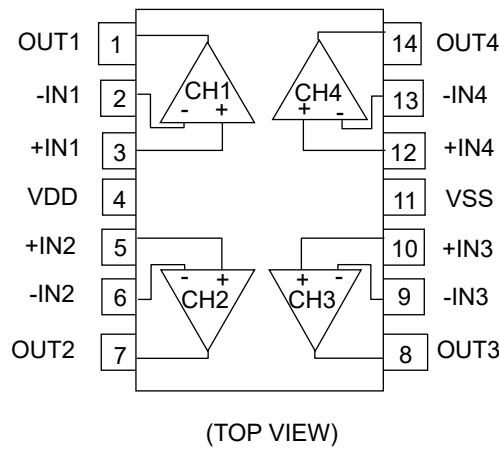 OUT1 1 14 OUT4
-IN1 2 CH1 CH4 13 -IN4
- + + -
+IN1 3 12 +IN4
VDD 4 11 VSS
+IN2 5 10 +IN3
- + + -
-IN2 6 CH2 CH3 9 -IN3
OUT2 7 8 OUT3
(TOP VIEW)